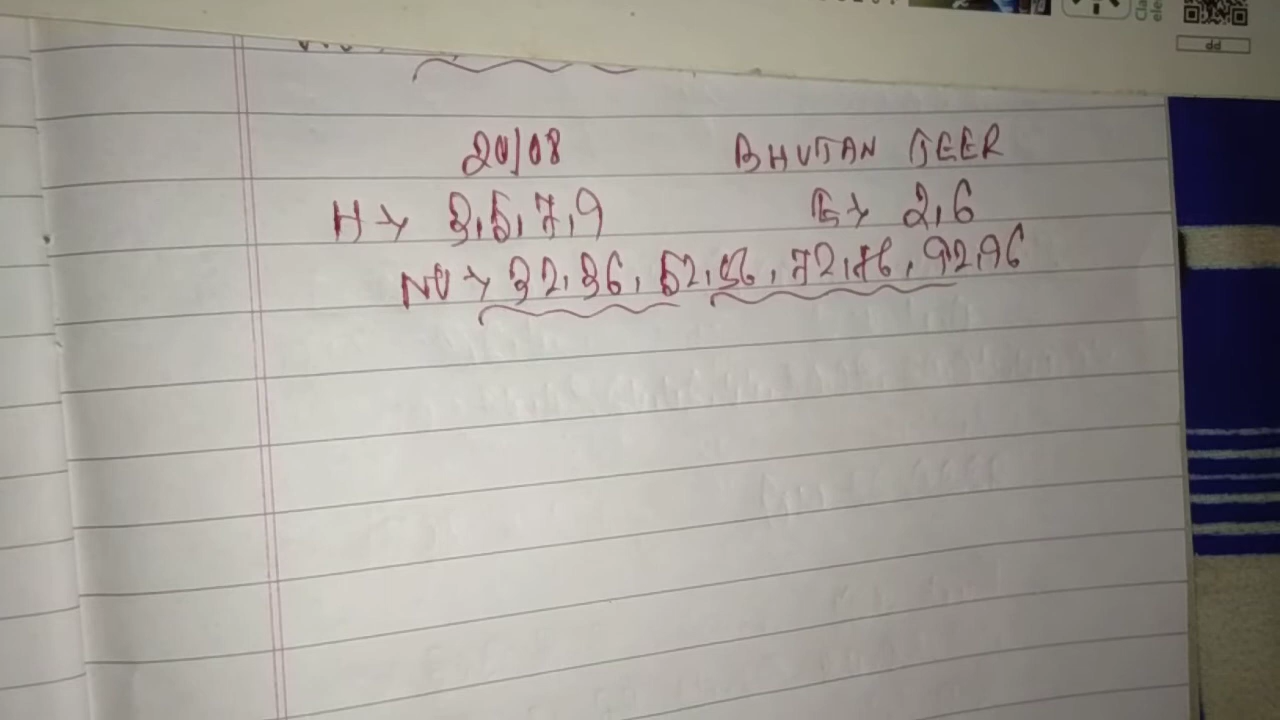 20/08 BHUTAN TEER
H → 3,5,7,9 E → 2,6
NO → 32,36,52,56,72,76,92,96
dd